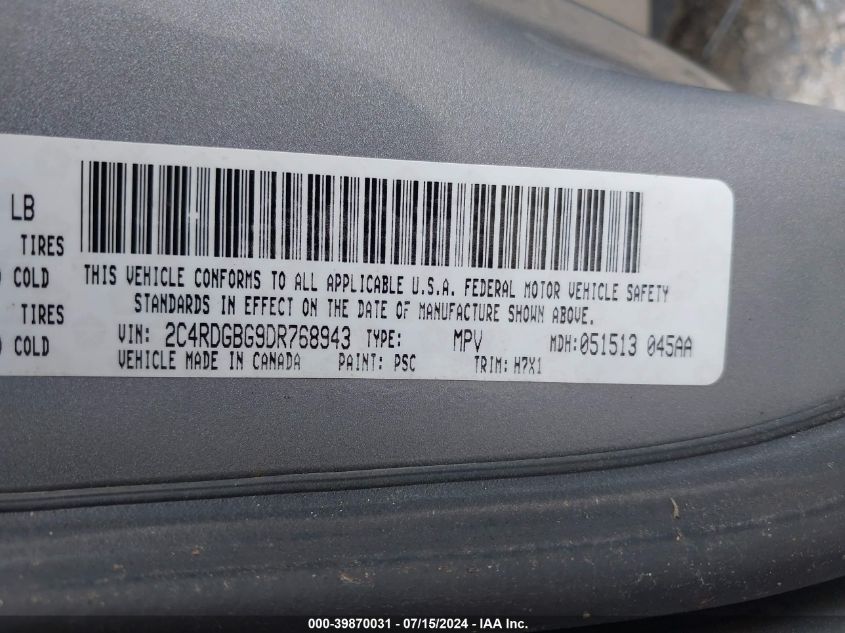 LB
TIRES
COLD
TIRES
COLD
THIS VEHICLE CONFORMS TO ALL APPLICABLE U.S.A. FEDERAL MOTOR VEHICLE SAFETY
STANDARDS IN EFFECT ON THE DATE OF MANUFACTURE SHOWN ABOVE.
VIN: 2C4RDGBG9DR768943 TYPE: MPV MDH:051513 045AA
VEHICLE MADE IN CANADA PAINT: PSC TRIM: H7X1
000-39870031 - 07/15/2024 - IAA Inc.